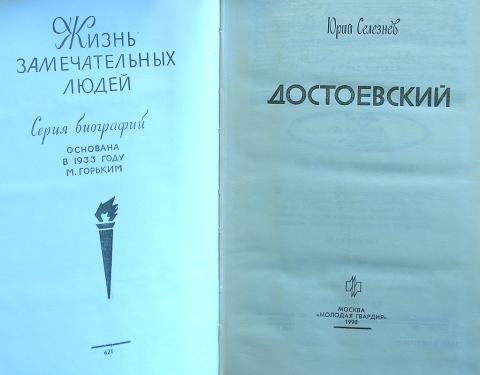 Жизнь
ЗАМЕЧАТЕЛЬНЫХ
ЛЮДЕЙ
Серия биографий
ОСНОВАНА
В 1933 ГОДУ
М. ГОРЬКИМ
621
Юрий Селезнёв
ДОСТОЕВСКИЙ
МОСКВА
«МОЛОДАЯ ГВАРДИЯ»
1990